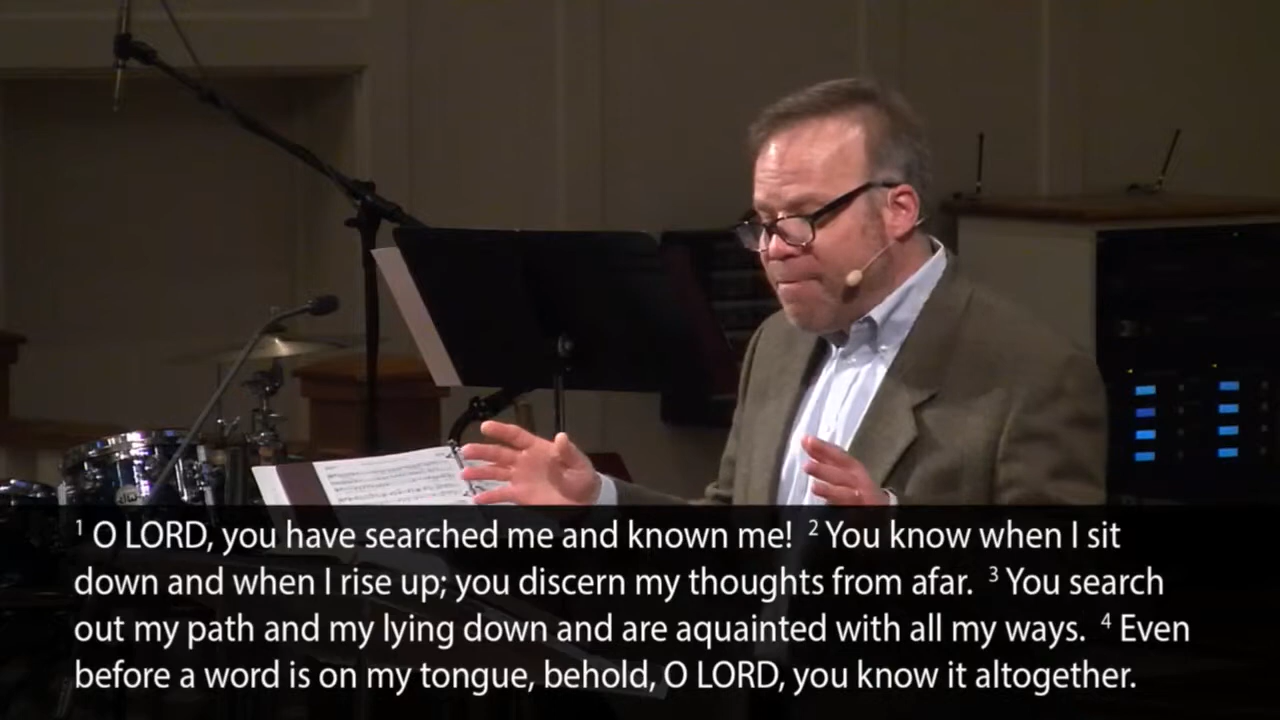 1 O LORD, you have searched me and known me! 2 You know when I sit
down and when I rise up; you discern my thoughts from afar. 3 You search
out my path and my lying down and are aquainted with all my ways. 4 Even
before a word is on my tongue, behold, O LORD, you know it altogether.